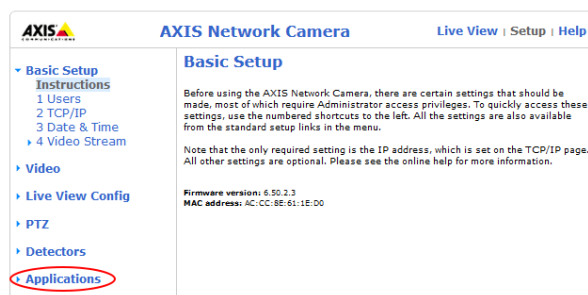 AXIS
COMMUNICATIONS
AXIS Network Camera
Live View | Setup | Help
Basic Setup
Instructions
1 Users
2 TCP/IP
3 Date & Time
4 Video Stream
Video
Live View Config
PTZ
Detectors
Applications
Basic Setup
Before using the AXIS Network Camera, there are certain settings that should be
made, most of which require Administrator access privileges. To quickly access these
settings, use the numbered shortcuts to the left. All the settings are also available
from the standard setup links in the menu.
Note that the only required setting is the IP address, which is set on the TCP/IP page.
All other settings are optional. Please see the online help for more information.
Firmware version: 6.50.2.3
MAC address: AC:CC:8E:61:1E:D0